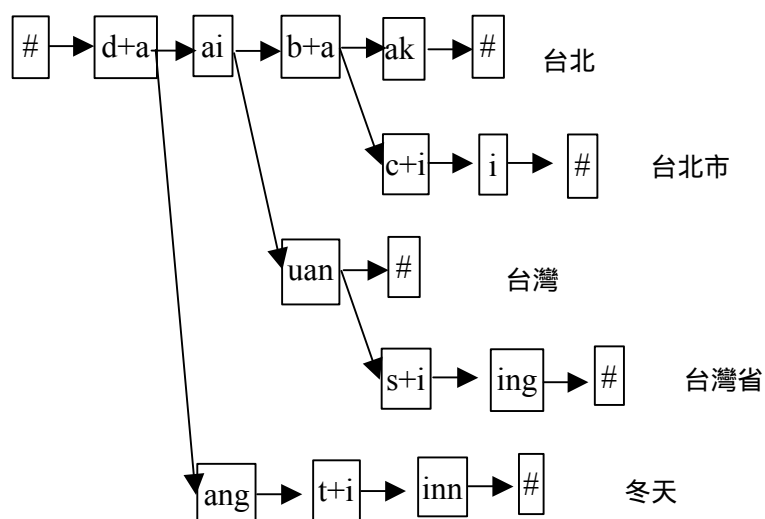 # d+a ai b+a ak # 台北
c+i i # 台北市
uan # 台灣
s+i ing # 台灣省
ang t+i inn # 冬天